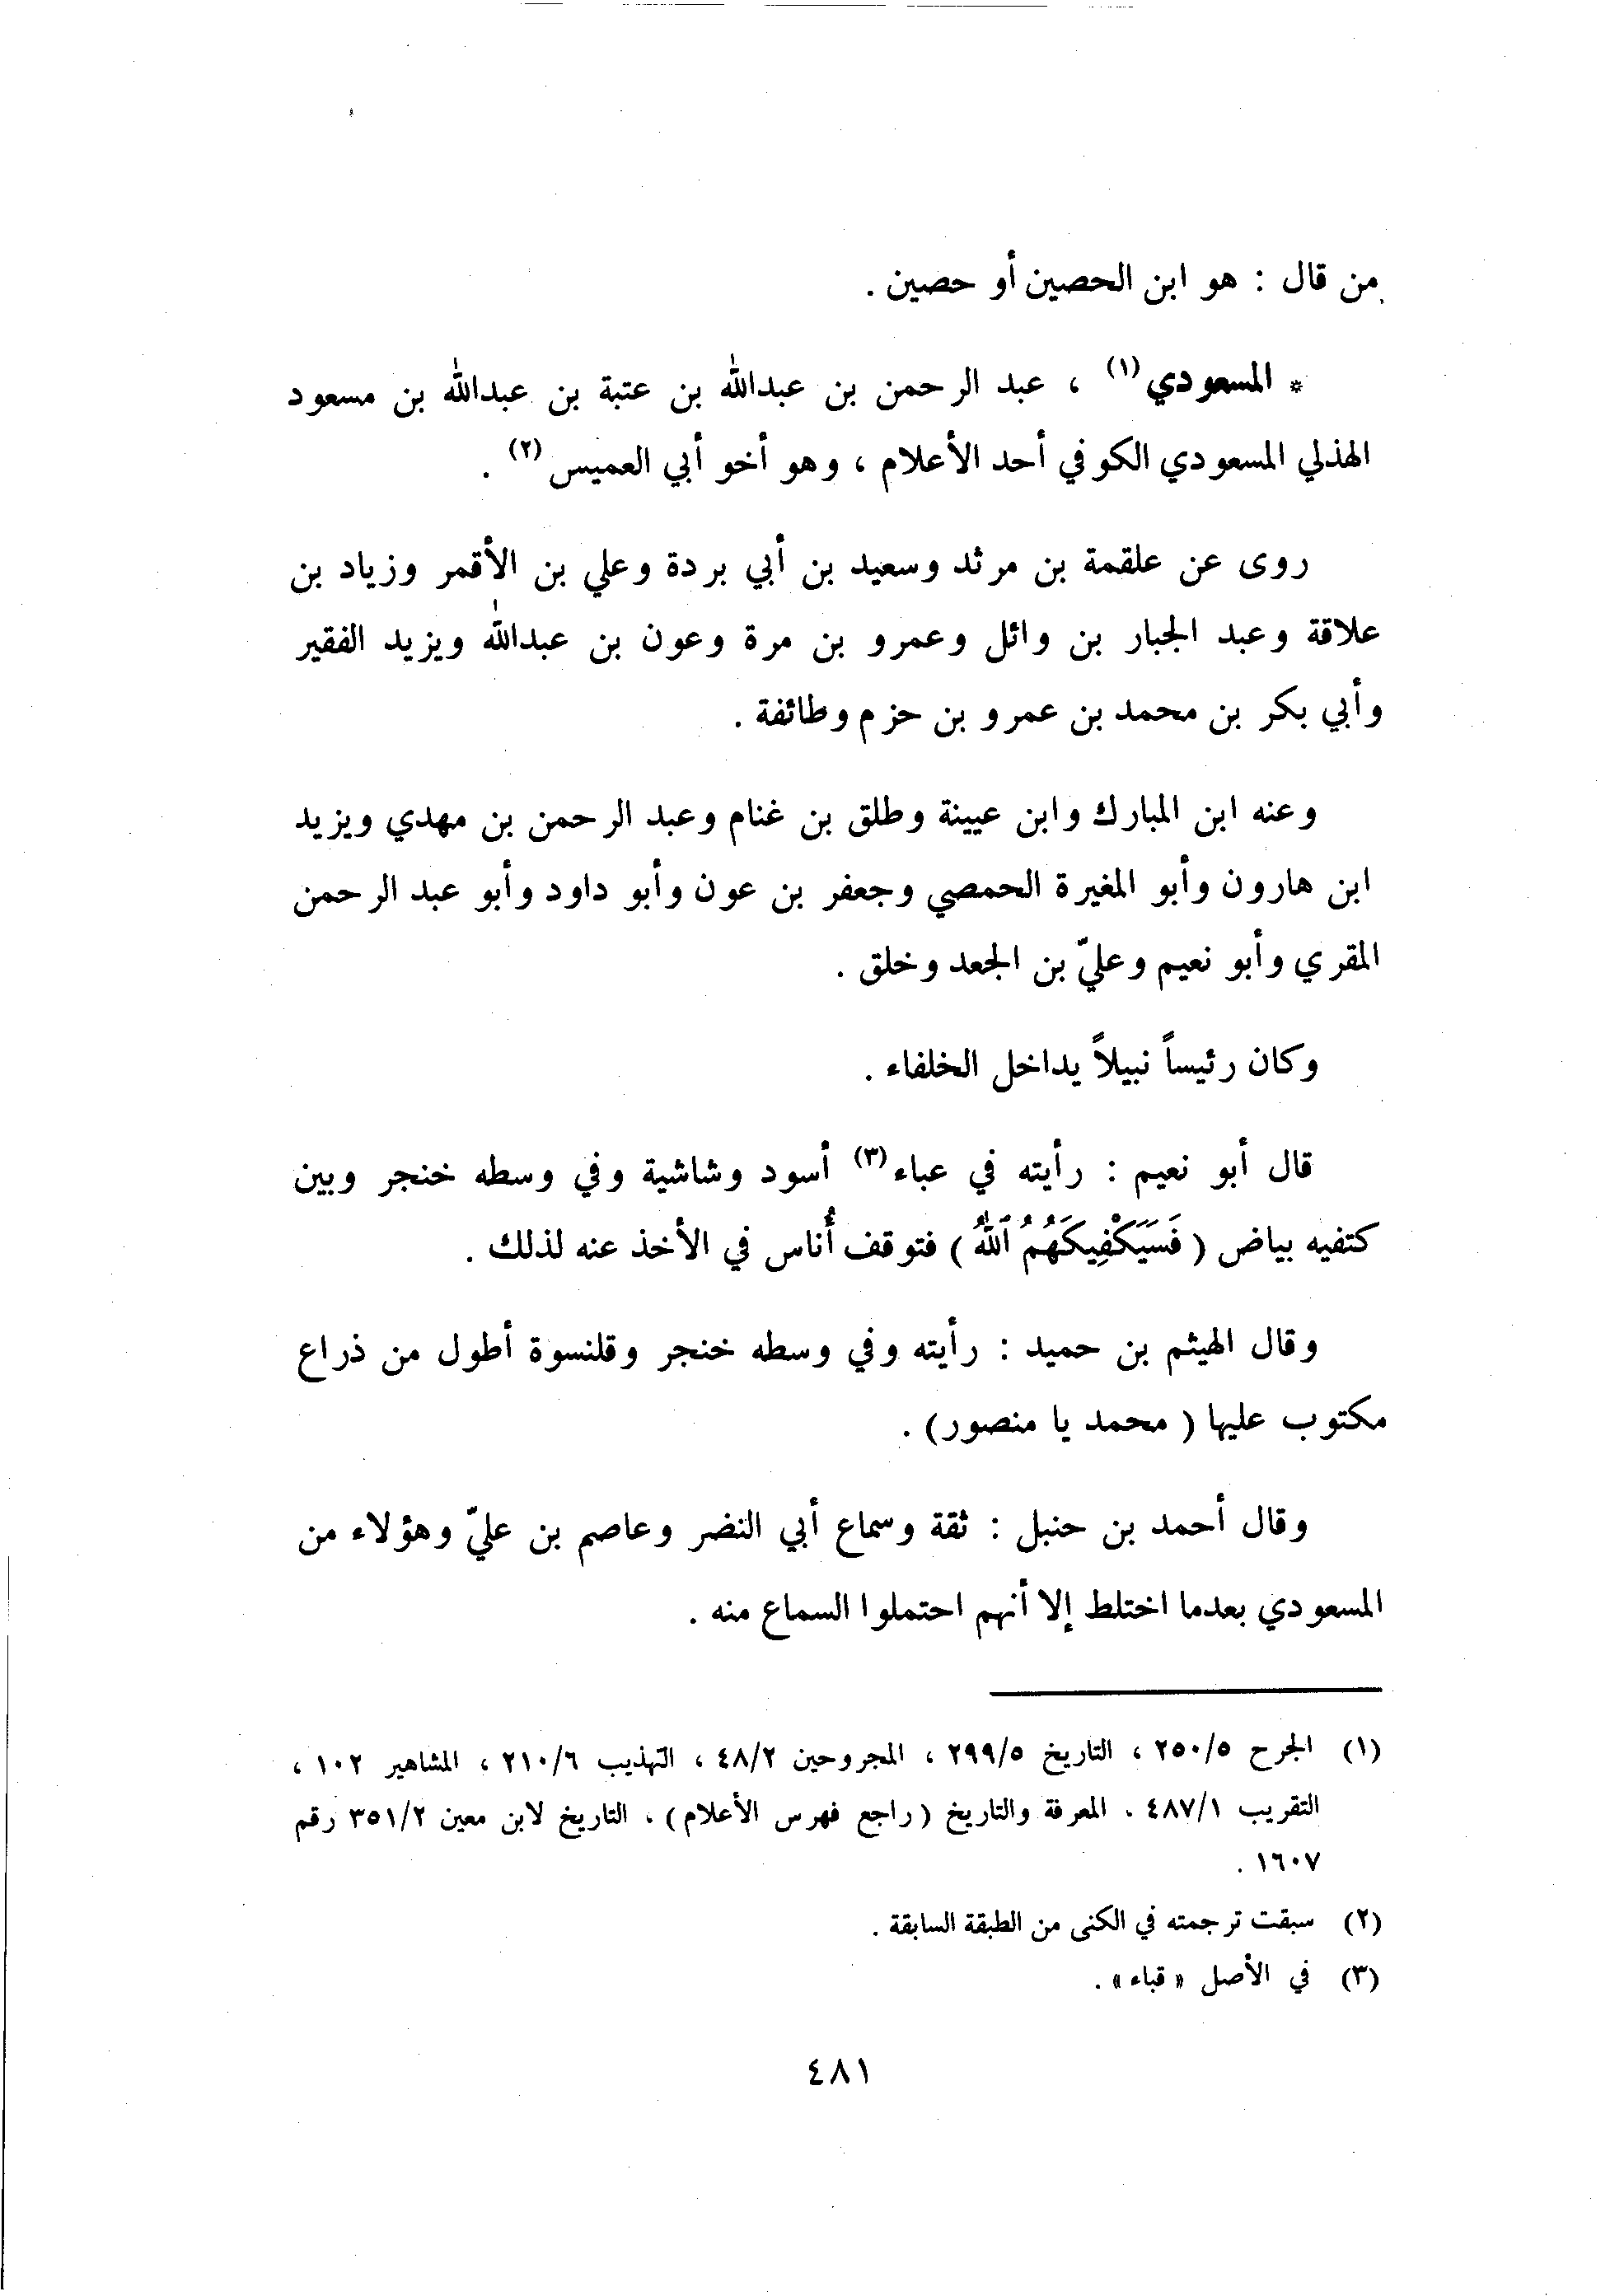 من قال : هو ابن الحصين أو حصين .
* المسعودي(١) ، عبد الرحمن بن عبدالله بن عتبة بن عبدالله بن مسعود
الهذلي المسعودي الكوفي أحد الأعلام ، وهو أخو أبي العميس(٢) .
روى عن علقمة بن مرثد وسعيد بن أبي بردة وعلي بن الأقمر وزياد بن
علاقة وعبد الجبار بن وائل وعمرو بن مرة وعون بن عبدالله ويزيد الفقير
وأبي بكر بن محمد بن عمرو بن حزم وطائفة .
وعنه ابن المبارك وابن عيينة وطلق بن غنام وعبد الرحمن بن مهدي ويزيد
ابن هارون وأبو المغيرة الحمصي وجعفر بن عون وأبو داود وأبو عبد الرحمن
المقري وأبو نعيم وعليّ بن الجعد وخلق .
وكان رئيساً نبيلاً يداخل الخلفاء .
قال أبو نعيم : رأيته في عباء(٣) أسود وشاشية وفي وسطه خنجر وبين
كتفيه بياض ( فَسَيَكْفِيكَهُمُ ٱللَّهُ ) فتوقف أُناس في الأخذ عنه لذلك .
وقال الهيثم بن حميد : رأيته وفي وسطه خنجر وقلنسوة أطول من ذراع
مكتوب عليها ( محمد يا منصور) .
وقال أحمد بن حنبل : ثقة وسماع أبي النضر وعاصم بن عليّ وهؤلاء من
المسعودي بعدما اختلط إلا أنهم احتملوا السماع منه .
(١) الجرح ٢٥٠/٥ ، التاريخ ٢٩٩/٥ ، المجروحين ٤٨/٢ ، التهذيب ٢١٠/٦ ، المشاهير ١٠٢ ،
التقريب ٤٨٧/١ . المعرفة والتاريخ (راجع فهرس الأعلام) ، التاريخ لابن معين ٣٥١/٢ رقم
١٦٠٧ .
(٢) سبقت ترجمته في الكنى من الطبقة السابقة .
(٣) في الأصل « قباء» .
٤٨١